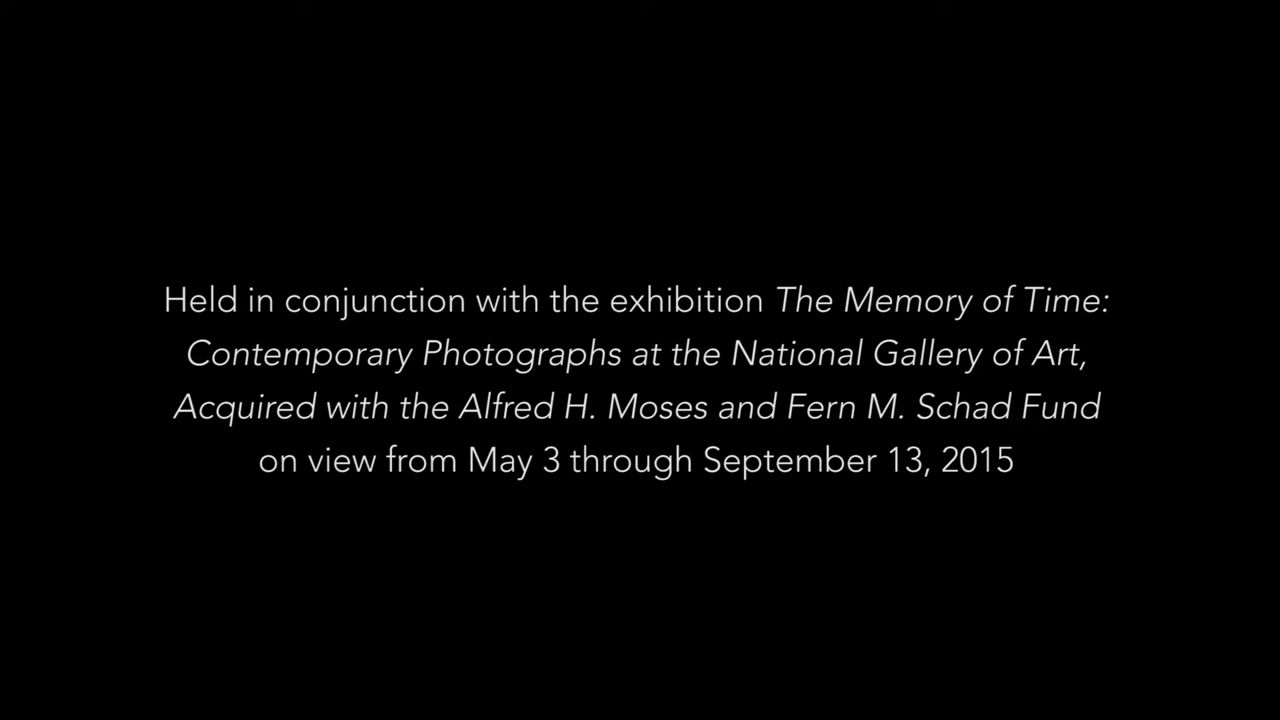 Held in conjunction with the exhibition The Memory of Time:
Contemporary Photographs at the National Gallery of Art,
Acquired with the Alfred H. Moses and Fern M. Schad Fund
on view from May 3 through September 13, 2015